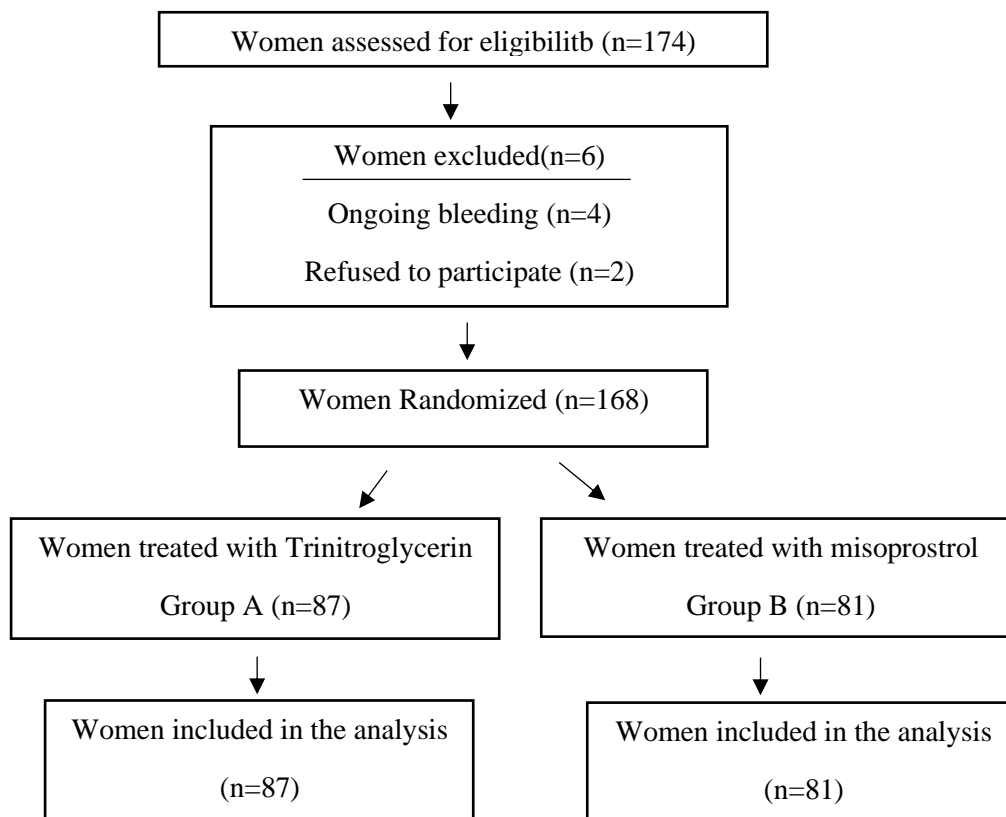 Women assessed for eligibilitb (n=174)
Women excluded(n=6)
Ongoing bleeding (n=4)
Refused to participate (n=2)
Women Randomized (n=168)
Women treated with Trinitroglycerin
Group A (n=87)
Women treated with misoprostrol
Group B (n=81)
Women included in the analysis
(n=87)
Women included in the analysis
(n=81)